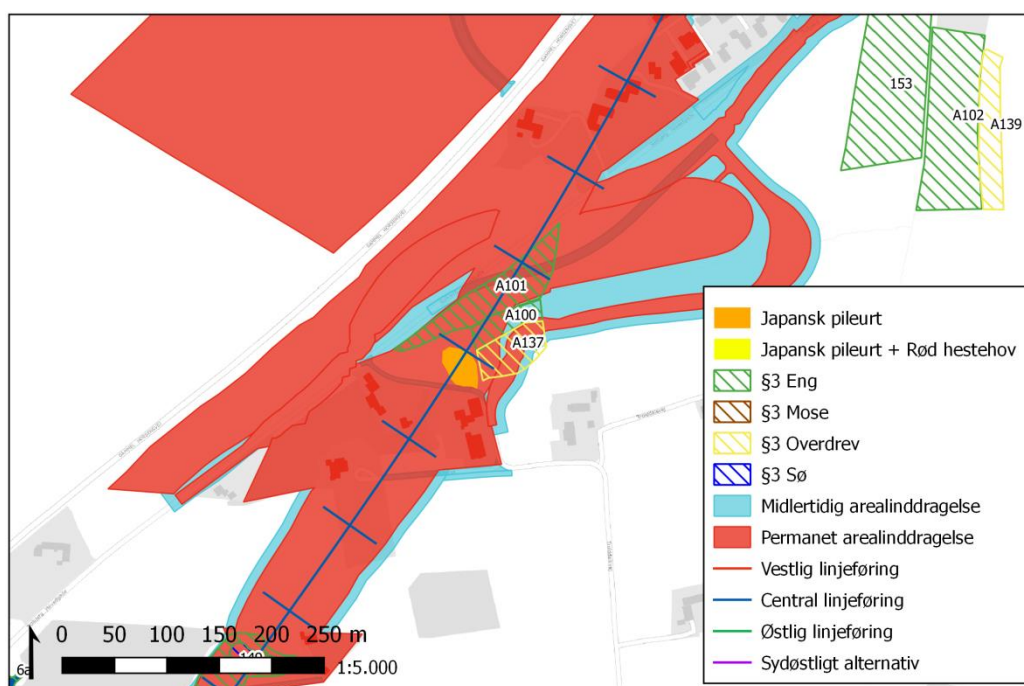 153
A102
A139
A101
A100
A137
Japansk pileurt
Japansk pileurt + Rød hestehov
§3 Eng
§3 Mose
§3 Overdrev
§3 Sø
Midlertidig arealinddragelse
Permanet arealinddragelse
Vestlig linjeføring
Central linjeføring
Østlig linjeføring
Sydøstligt alternativ
0 50 100 150 200 250 m
1:5.000